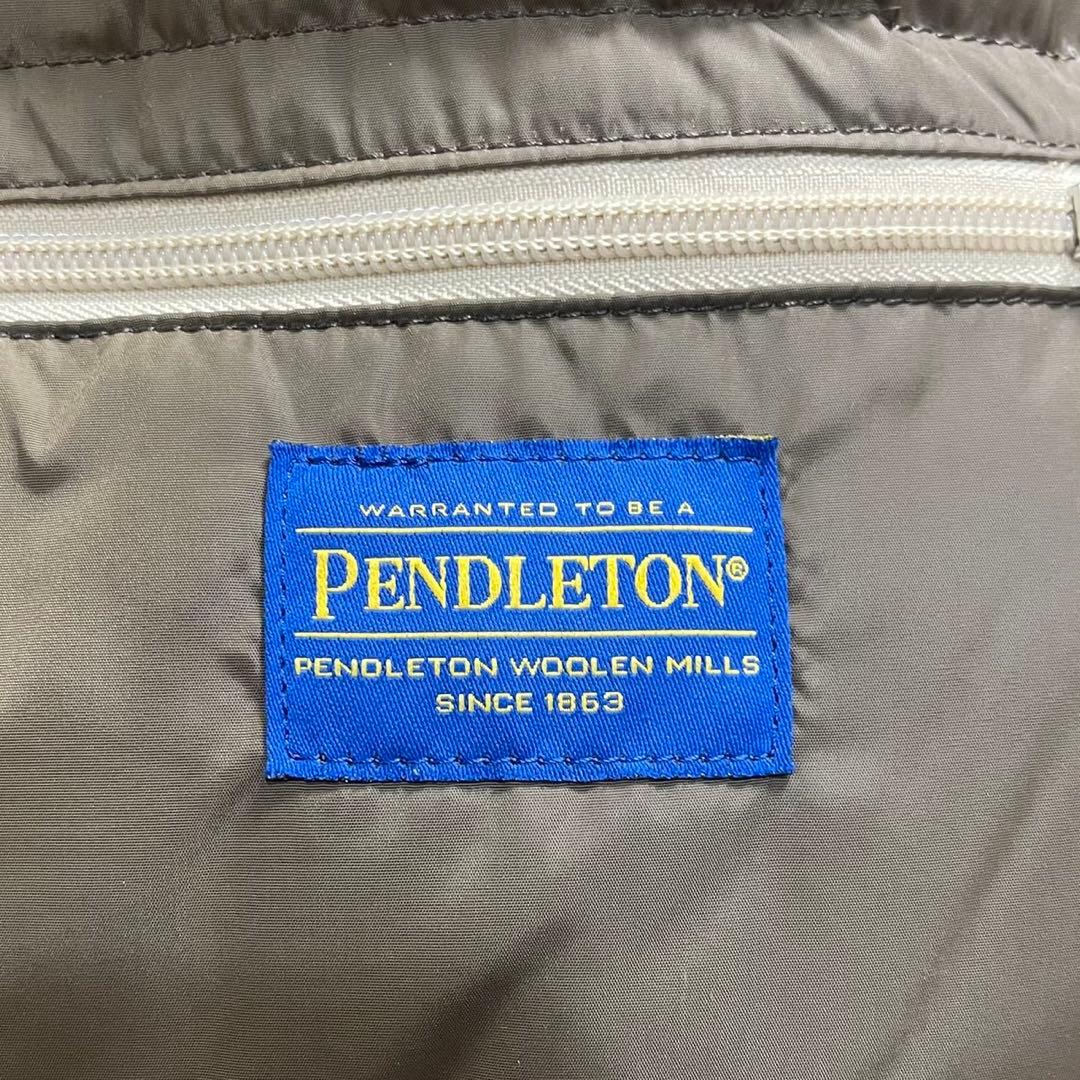 WARRANTED TO BE A
PENDLETON®
PENDLETON WOOLEN MILLS
SINCE 1863